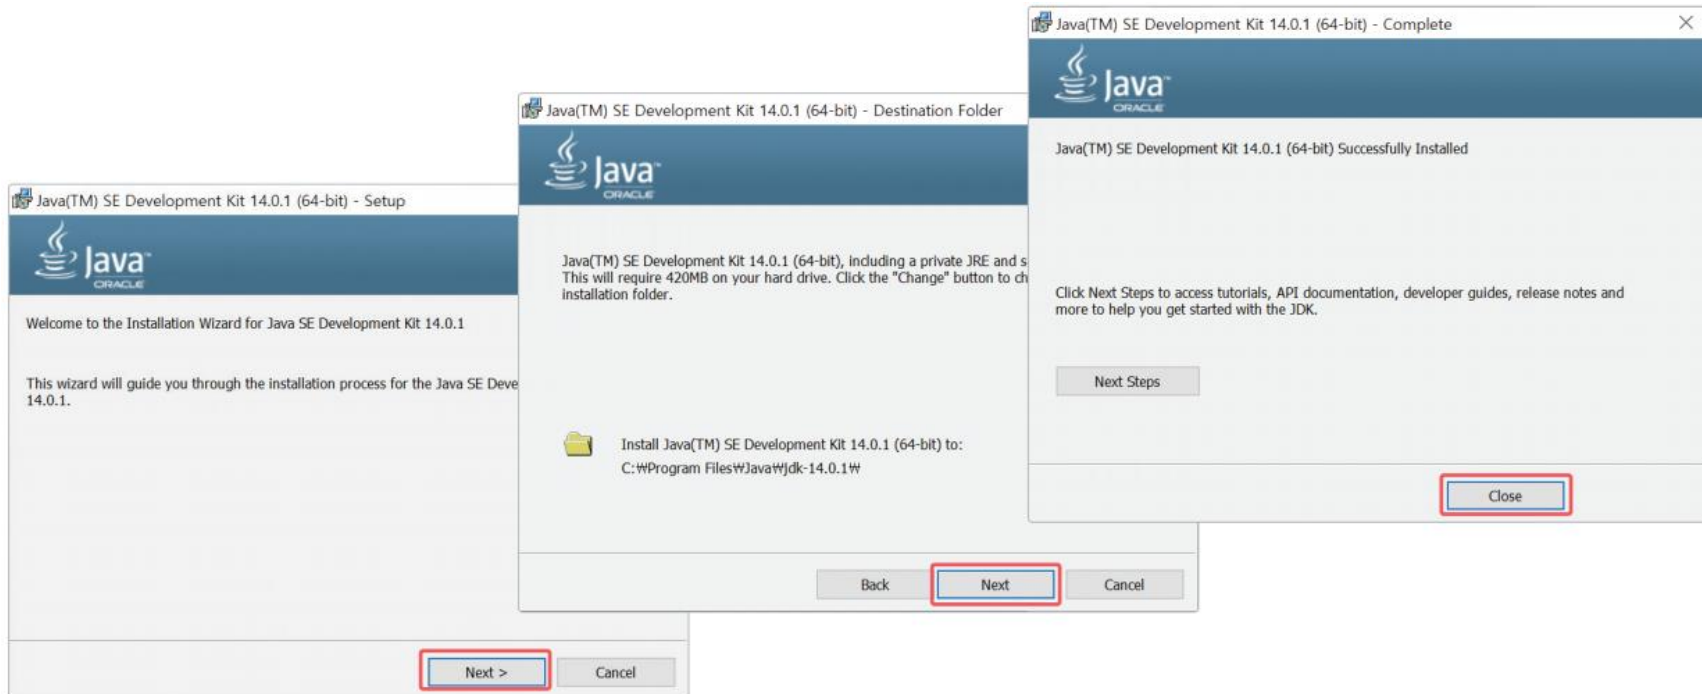 Java(TM) SE Development Kit 14.0.1 (64-bit) - Setup
Java™
ORACLE
Welcome to the Installation Wizard for Java SE Development Kit 14.0.1
This wizard will guide you through the installation process for the Java SE Deve
14.0.1.
Next >
Cancel
Java(TM) SE Development Kit 14.0.1 (64-bit) - Destination Folder
Java™
ORACLE
Java(TM) SE Development Kit 14.0.1 (64-bit), including a private JRE and s
This will require 420MB on your hard drive. Click the "Change" button to ch
installation folder.
Install Java(TM) SE Development Kit 14.0.1 (64-bit) to:
C:₩Program Files₩Java₩jdk-14.0.1₩
Back
Next
Cancel
Java(TM) SE Development Kit 14.0.1 (64-bit) - Complete
Java™
ORACLE
Java(TM) SE Development Kit 14.0.1 (64-bit) Successfully Installed
Click Next Steps to access tutorials, API documentation, developer guides, release notes and
more to help you get started with the JDK.
Next Steps
Close